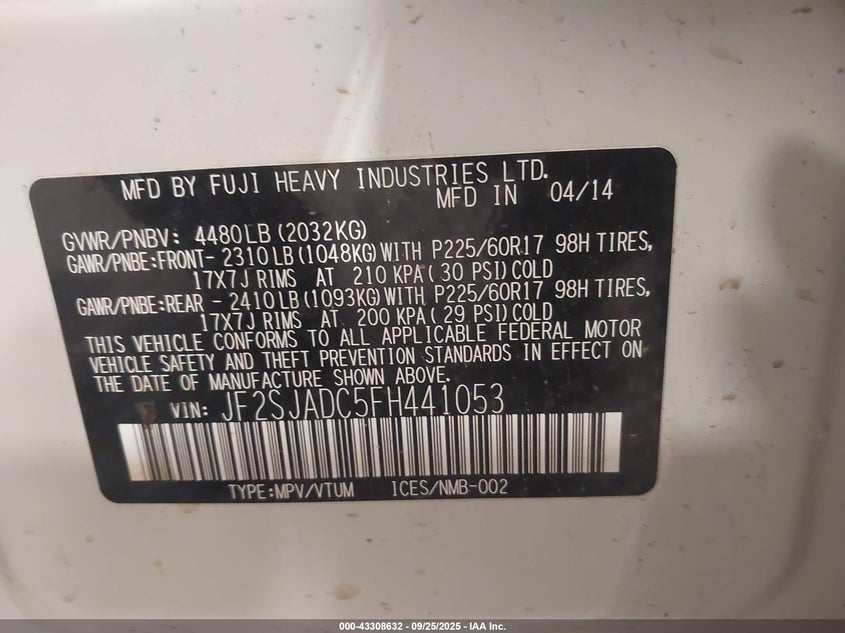 MFD BY FUJI HEAVY INDUSTRIES LTD.
MFD IN 04/14
GVWR/PNBV: 4480LB(2032KG)
GAWR/PNBE:FRONT- 2310LB(1048KG)WITH P225/60R17 98H TIRES,
17X7J RIMS AT 210 KPA( 30 PSI)COLD
GAWR/PNBE:REAR - 2410LB(1093KG)WITH P225/60R17 98H TIRES,
17X7J RIMS AT 200 KPA( 29 PSI)COLD
THIS VEHICLE CONFORMS TO ALL APPLICABLE FEDERAL MOTOR
VEHICLE SAFETY AND THEFT PREVENTION STANDARDS IN EFFECT ON
THE DATE OF MANUFACTURE SHOWN ABOVE.
VIN: JF2SJADC5FH441053
TYPE:MPV/VTUM ICES/NMB-002
000-43308632 - 09/25/2025 - IAA Inc.